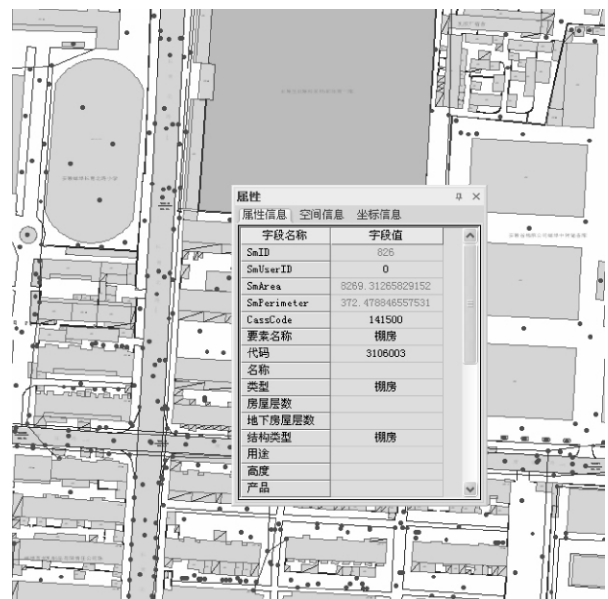 属性
属性信息 空间信息 坐标信息
字段名称 字段值
SmID 826
SmUserID 0
SmArea 8269.31265829152
SmPerimeter 372.478846557531
CassCode 141500
要素名称 棚房
代码 3106003
名称
类型 棚房
房屋层数
地下房屋层数
结构类型 棚房
用途
高度
产品